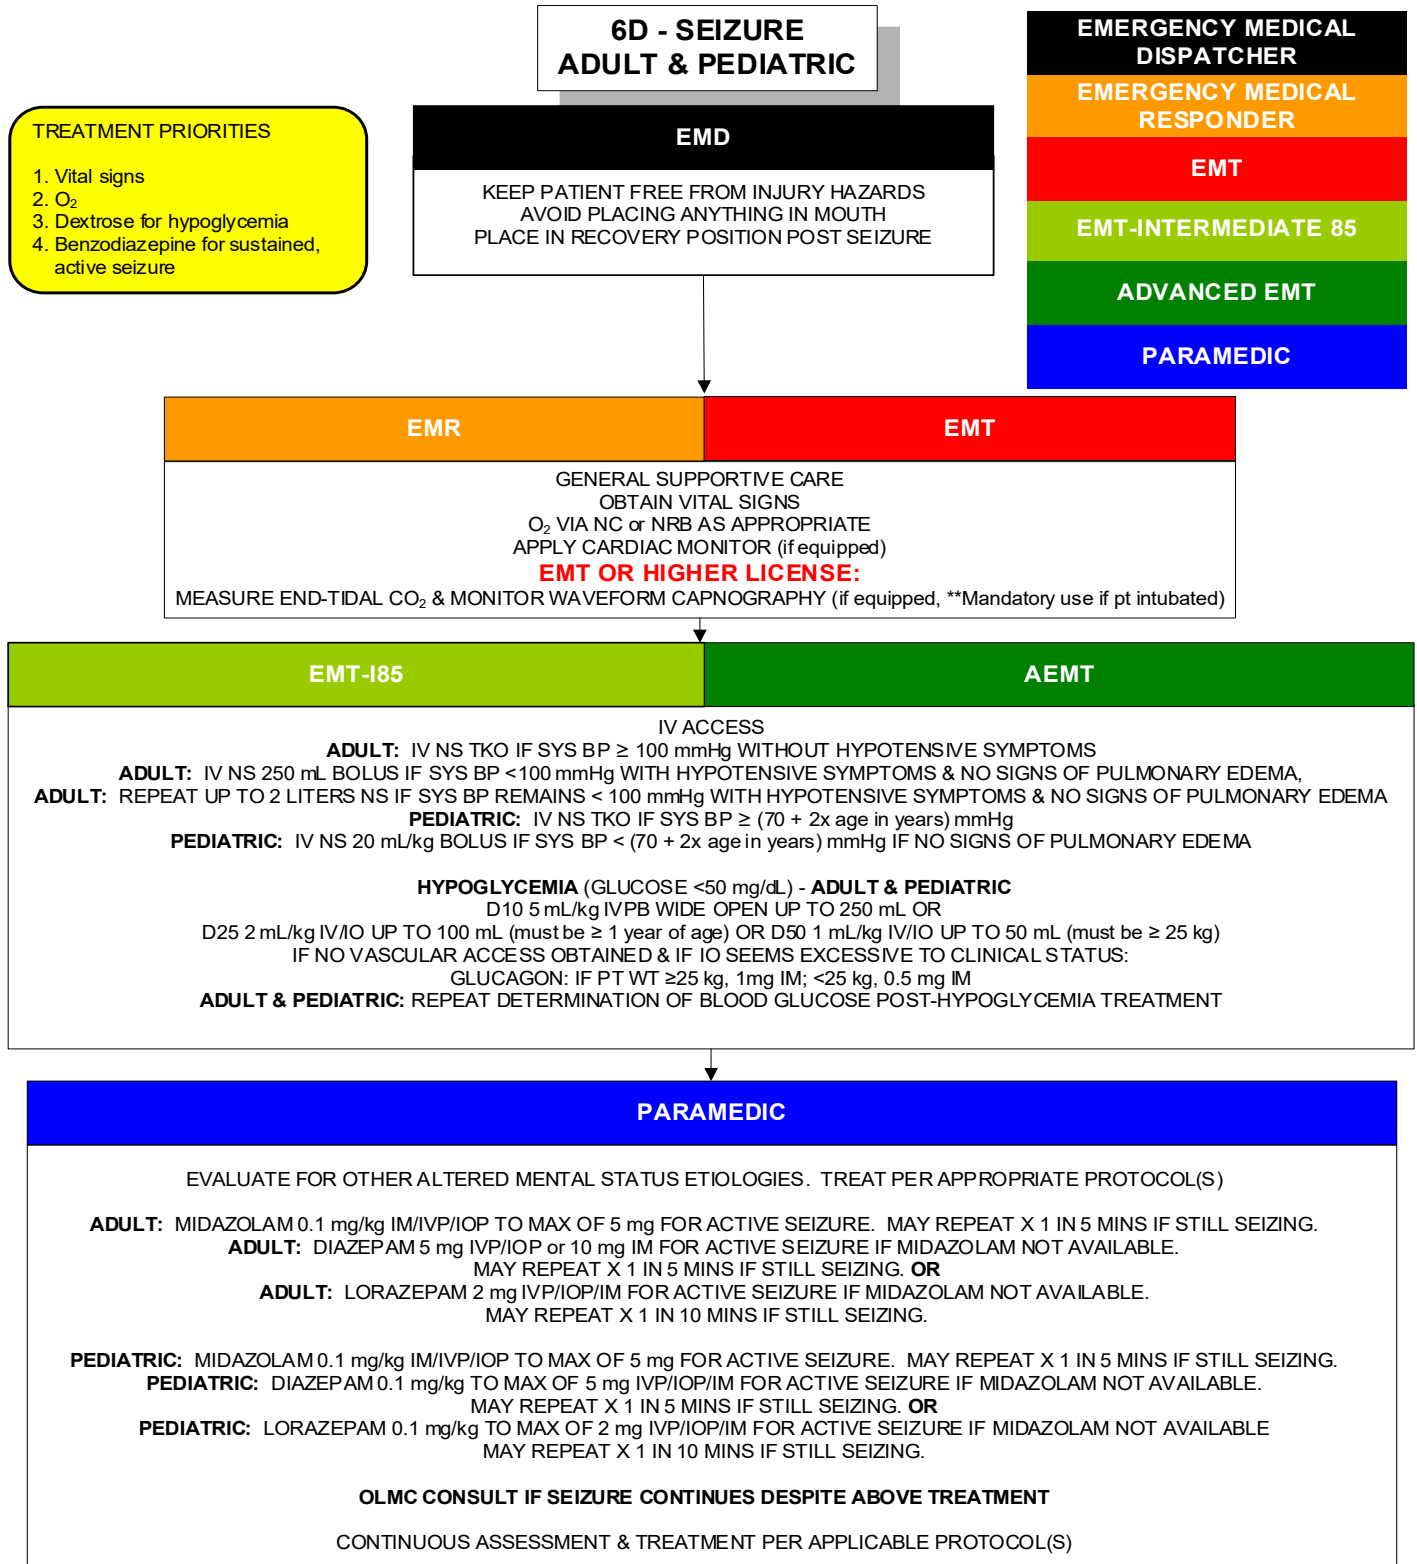 6D - SEIZURE
ADULT & PEDIATRIC
EMERGENCY MEDICAL
DISPATCHER
EMERGENCY MEDICAL
RESPONDER
EMT
EMT-INTERMEDIATE 85
ADVANCED EMT
PARAMEDIC
TREATMENT PRIORITIES
1. Vital signs
2. O₂
3. Dextrose for hypoglycemia
4. Benzodiazepine for sustained,
active seizure
EMD
KEEP PATIENT FREE FROM INJURY HAZARDS
AVOID PLACING ANYTHING IN MOUTH
PLACE IN RECOVERY POSITION POST SEIZURE
EMR
EMT
GENERAL SUPPORTIVE CARE
OBTAIN VITAL SIGNS
O₂ VIA NC or NRB AS APPROPRIATE
APPLY CARDIAC MONITOR (if equipped)
EMT OR HIGHER LICENSE:
MEASURE END-TIDAL CO₂ & MONITOR WAVEFORM CAPNOGRAPHY (if equipped, **Mandatory use if pt intubated)
EMT-I85
AEMT
IV ACCESS
ADULT: IV NS TKO IF SYS BP ≥ 100 mmHg WITHOUT HYPOTENSIVE SYMPTOMS
ADULT: IV NS 250 mL BOLUS IF SYS BP <100 mmHg WITH HYPOTENSIVE SYMPTOMS & NO SIGNS OF PULMONARY EDEMA,
ADULT: REPEAT UP TO 2 LITERS NS IF SYS BP REMAINS < 100 mmHg WITH HYPOTENSIVE SYMPTOMS & NO SIGNS OF PULMONARY EDEMA
PEDIATRIC: IV NS TKO IF SYS BP ≥ (70 + 2x age in years) mmHg
PEDIATRIC: IV NS 20 mL/kg BOLUS IF SYS BP < (70 + 2x age in years) mmHg IF NO SIGNS OF PULMONARY EDEMA
HYPOGLYCEMIA (GLUCOSE <50 mg/dL) - ADULT & PEDIATRIC
D10 5 mL/kg IVPB WIDE OPEN UP TO 250 mL OR
D25 2 mL/kg IV/IO UP TO 100 mL (must be ≥ 1 year of age) OR D50 1 mL/kg IV/IO UP TO 50 mL (must be ≥ 25 kg)
IF NO VASCULAR ACCESS OBTAINED & IF IO SEEMS EXCESSIVE TO CLINICAL STATUS:
GLUCAGON: IF PT WT ≥25 kg, 1mg IM; <25 kg, 0.5 mg IM
ADULT & PEDIATRIC: REPEAT DETERMINATION OF BLOOD GLUCOSE POST-HYPOGLYCEMIA TREATMENT
PARAMEDIC
EVALUATE FOR OTHER ALTERED MENTAL STATUS ETIOLOGIES. TREAT PER APPROPRIATE PROTOCOL(S)
ADULT: MIDAZOLAM 0.1 mg/kg IM/IVP/IOP TO MAX OF 5 mg FOR ACTIVE SEIZURE. MAY REPEAT X 1 IN 5 MINS IF STILL SEIZING.
ADULT: DIAZEPAM 5 mg IVP/IOP or 10 mg IM FOR ACTIVE SEIZURE IF MIDAZOLAM NOT AVAILABLE.
MAY REPEAT X 1 IN 5 MINS IF STILL SEIZING. OR
ADULT: LORAZEPAM 2 mg IVP/IOP/IM FOR ACTIVE SEIZURE IF MIDAZOLAM NOT AVAILABLE.
MAY REPEAT X 1 IN 10 MINS IF STILL SEIZING.
PEDIATRIC: MIDAZOLAM 0.1 mg/kg IM/IVP/IOP TO MAX OF 5 mg FOR ACTIVE SEIZURE. MAY REPEAT X 1 IN 5 MINS IF STILL SEIZING.
PEDIATRIC: DIAZEPAM 0.1 mg/kg TO MAX OF 5 mg IVP/IOP/IM FOR ACTIVE SEIZURE IF MIDAZOLAM NOT AVAILABLE.
MAY REPEAT X 1 IN 5 MINS IF STILL SEIZING. OR
PEDIATRIC: LORAZEPAM 0.1 mg/kg TO MAX OF 2 mg IVP/IOP/IM FOR ACTIVE SEIZURE IF MIDAZOLAM NOT AVAILABLE
MAY REPEAT X 1 IN 10 MINS IF STILL SEIZING.
OLMC CONSULT IF SEIZURE CONTINUES DESPITE ABOVE TREATMENT
CONTINUOUS ASSESSMENT & TREATMENT PER APPLICABLE PROTOCOL(S)